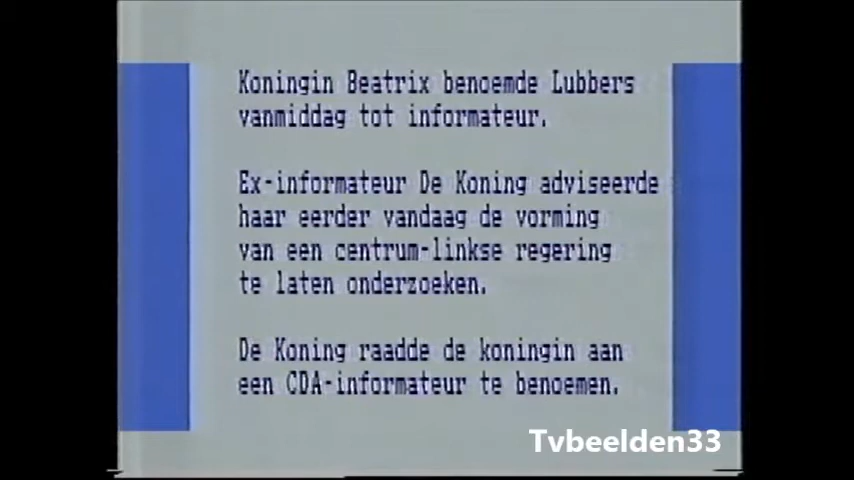 Koningin Beatrix benoemde Lubbers
vanmiddag tot informateur.
Ex-informateur De Koning adviseerde
haar eerder vandaag de vorming
van een centrum-linkse regering
te laten onderzoeken.
De Koning raadde de koningin aan
een CDA-informateur te benoemen.
Tvbeelden33